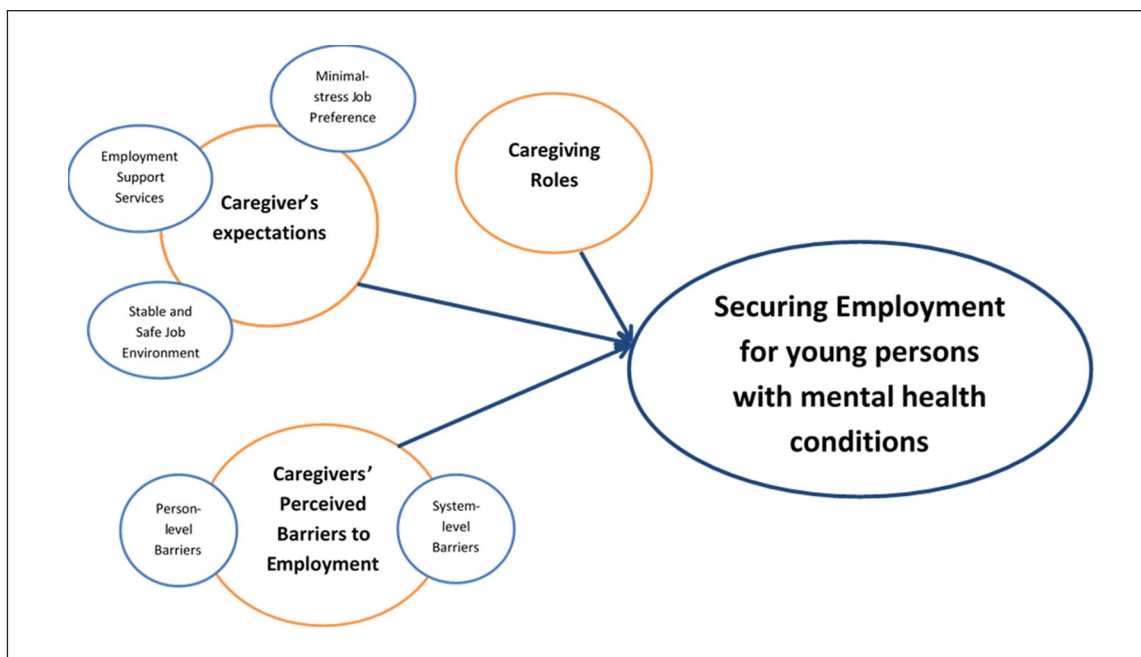 Minimal-
stress Job
Preference
Employment
Support
Services
Caregiver's
expectations
Stable and
Safe Job
Environment
Caregiving
Roles
Securing Employment
for young persons
with mental health
conditions
Caregivers'
Perceived
Barriers to
Employment
Person-
level
Barriers
System-
level
Barriers